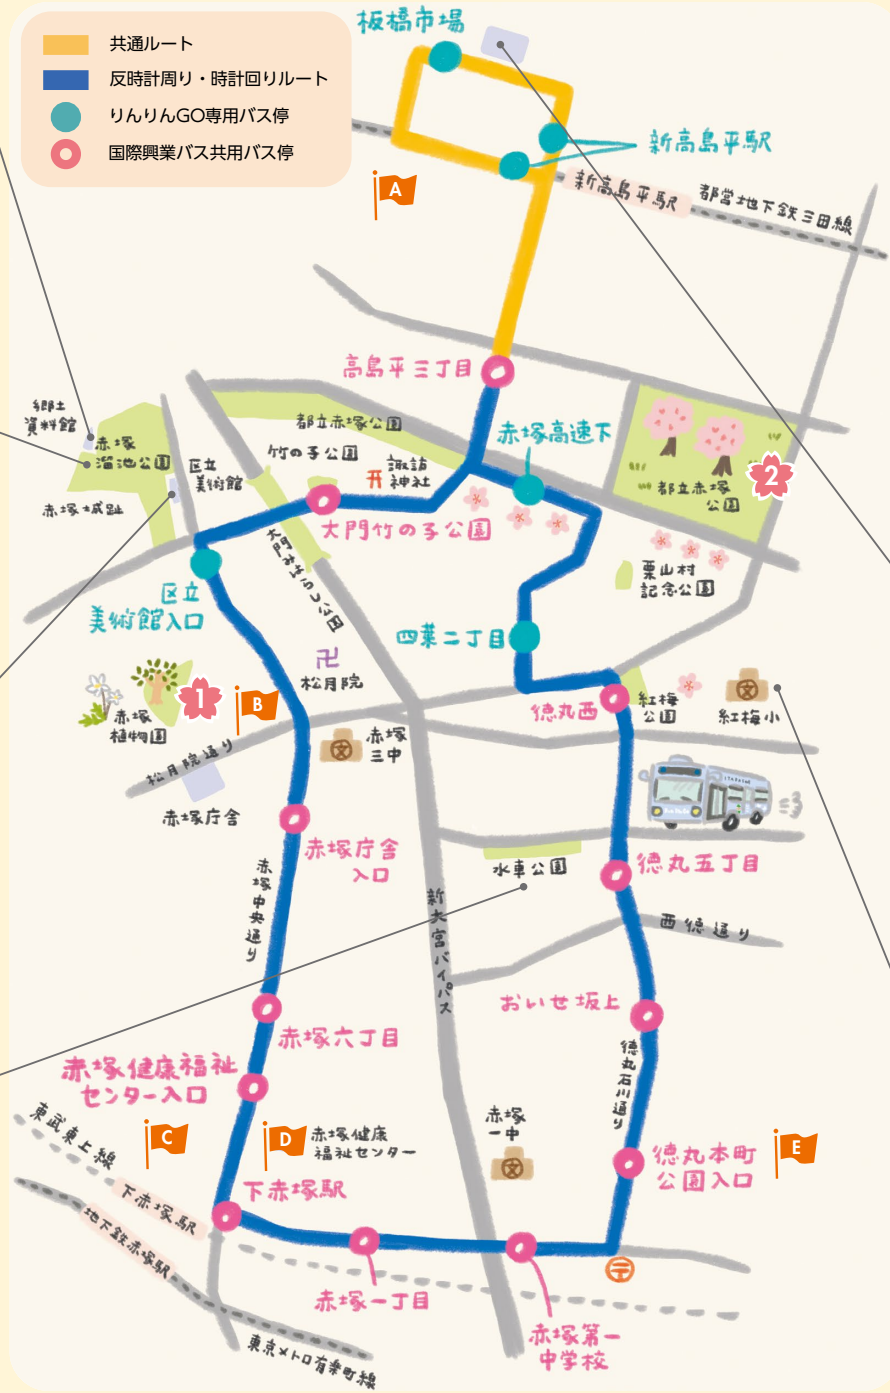 共通ルート
反時計周り・時計回りルート
りんりんGO専用バス停
国際興業バス共用バス停
板橋市場
新高島平駅
新高島平駅
都営地下鉄三田線
A
高島平三丁目
郷土
資料館
赤塚
溜池公園
赤塚城趾
区立
美術館
都立赤塚公園
竹の子公園
諏訪
神社
赤塚高速下
都立赤塚
公園
2
大門竹の子公園
大門みはらし公園
栗山村
記念公園
区立
美術館入口
四葉二丁目
卍
松月院
徳丸西
紅梅
公園
文
紅梅小
1
B
赤塚
植物園
松月院通り
文
赤塚
三中
赤塚庁舎
赤塚庁舎
入口
水車公園
徳丸五丁目
赤塚中央通り
新大宮バイパス
西徳通り
おいせ坂上
赤塚六丁目
徳丸石川通り
赤塚健康福祉
センター入口
東武東上線
C
D
赤塚健康
福祉センター
赤塚
一中
文
徳丸本町
公園入口
E
下赤塚駅
下赤塚駅
地下鉄赤塚駅
〒
赤塚一丁目
赤塚第一
中学校
東京メトロ有楽町線